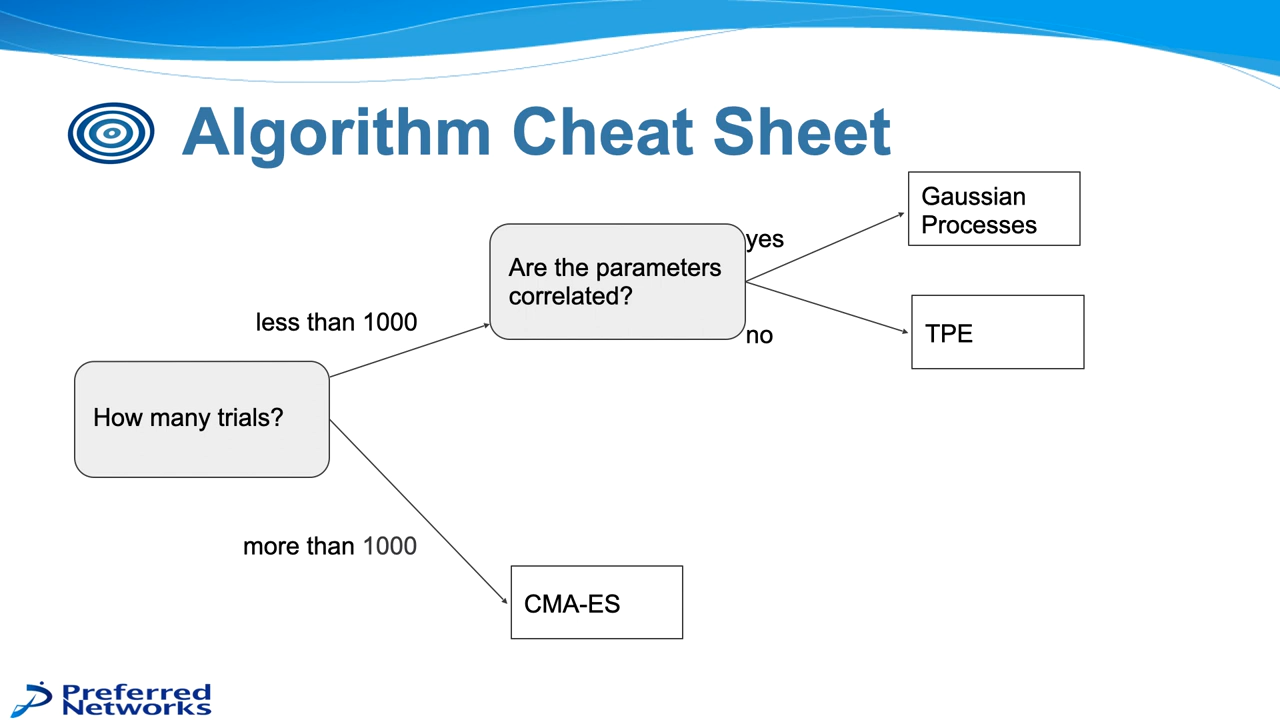 Algorithm Cheat Sheet
Gaussian
Processes
yes
Are the parameters
correlated?
less than 1000
no
TPE
How many trials?
more than 1000
CMA-ES
Preferred
Networks